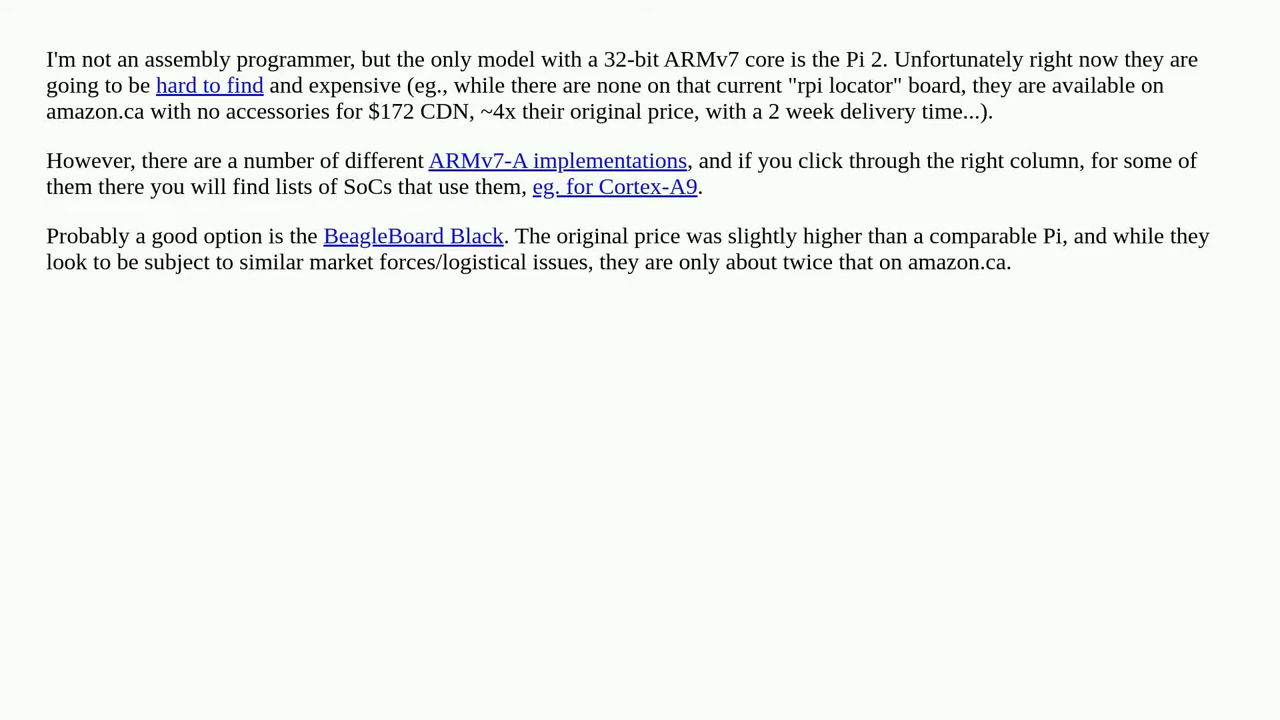 I'm not an assembly programmer, but the only model with a 32-bit ARMv7 core is the Pi 2. Unfortunately right now they are
going to be hard to find and expensive (eg., while there are none on that current "rpi locator" board, they are available on
amazon.ca with no accessories for $172 CDN, ~4x their original price, with a 2 week delivery time...).
However, there are a number of different ARMv7-A implementations, and if you click through the right column, for some of
them there you will find lists of SoCs that use them, eg. for Cortex-A9.
Probably a good option is the BeagleBoard Black. The original price was slightly higher than a comparable Pi, and while they
look to be subject to similar market forces/logistical issues, they are only about twice that on amazon.ca.